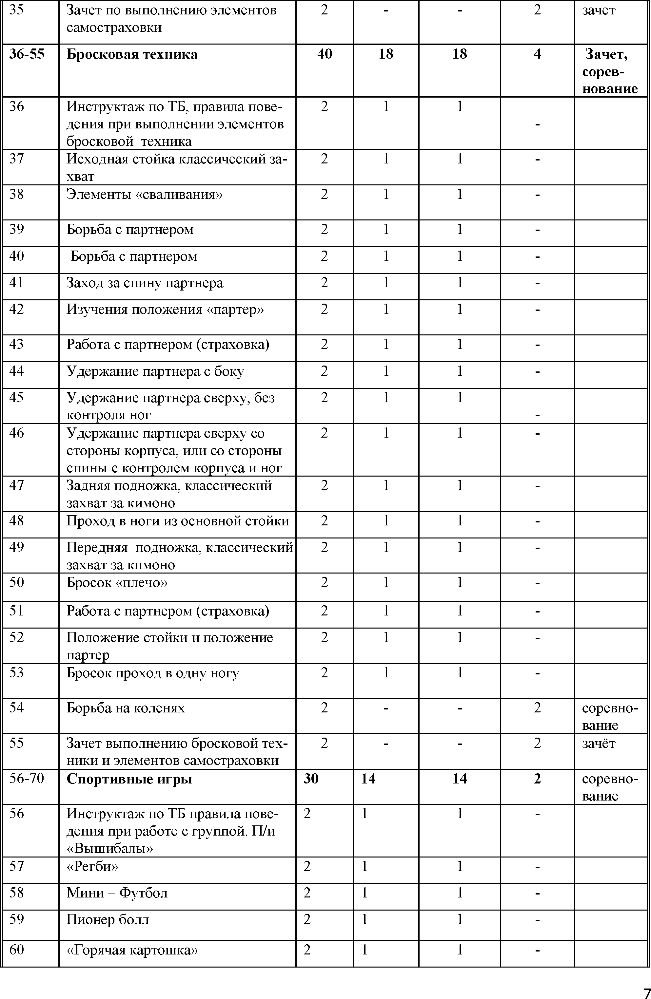 35 Зачет по выполнению элементов 2 - - 2 зачет
самостраховки
36-55 Бросковая техника 40 18 18 4 Зачет,
сорев-
нование
36 Инструктаж по ТБ, правила пове- 2 1 1
дения при выполнении элементов -
бросковой техника
37 Исходная стойка классический за- 2 1 1 -
хват
38 Элементы «сваливания» 2 1 1 -
39 Борьба с партнером 2 1 1 -
40 Борьба с партнером 2 1 1 -
41 Заход за спину партнера 2 1 1 -
42 Изучения положения «партер» 2 1 1 -
43 Работа с партнером (страховка) 2 1 1 -
44 Удержание партнера с боку 2 1 1 -
45 Удержание партнера сверху, без 2 1 1
контроля ног -
46 Удержание партнера сверху со 2 1 1 -
стороны корпуса, или со стороны
спины с контролем корпуса и ног
47 Задняя подножка, классический 2 1 1 -
захват за кимоно
48 Проход в ноги из основной стойки 2 1 1 -
49 Передняя подножка, классический 2 1 1 -
захват за кимоно
50 Бросок «плечо» 2 1 1 -
51 Работа с партнером (страховка) 2 1 1 -
52 Положение стойки и положение 2 1 1 -
партер
53 Бросок проход в одну ногу 2 1 1 -
54 Борьба на коленях 2 - - 2 соревно-
вание
55 Зачет выполнению бросковой тех- 2 - - 2 зачёт
ники и элементов самостраховки
56-70 Спортивные игры 30 14 14 2 соревно-
вание
56 Инструктаж по ТБ правила пове- 2 1 1 -
дения при работе с группой. П/и
«Вышибалы»
57 «Регби» 2 1 1 -
58 Мини – Футбол 2 1 1 -
59 Пионер болл 2 1 1 -
60 «Горячая картошка» 2 1 1 -
7